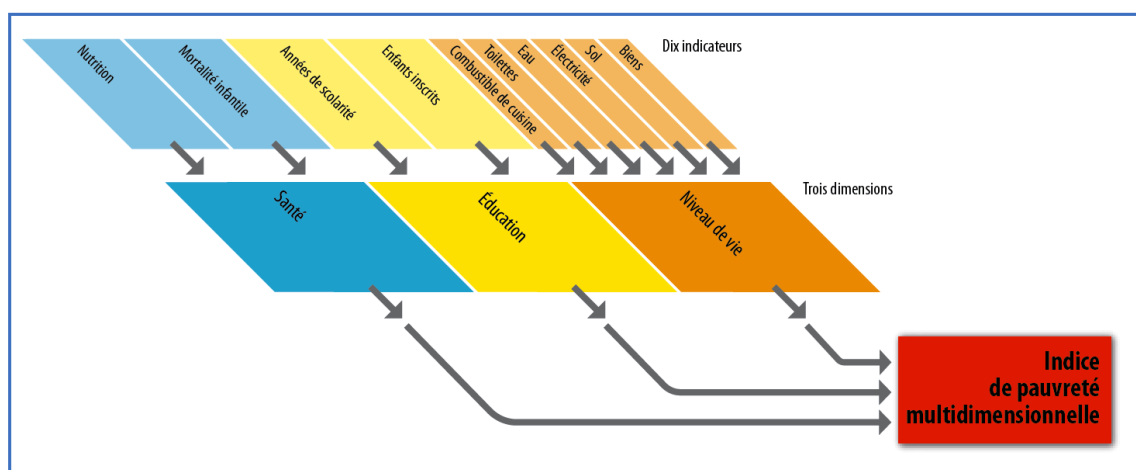 Nutrition
Mortalité infantile
Années de scolarité
Enfants inscrits
Combustible de cuisine
Toilettes
Eau
Électricité
Sol
Biens
Dix indicateurs
Santé
Éducation
Niveau de vie
Trois dimensions
Indice
de pauvreté
multidimensionnelle